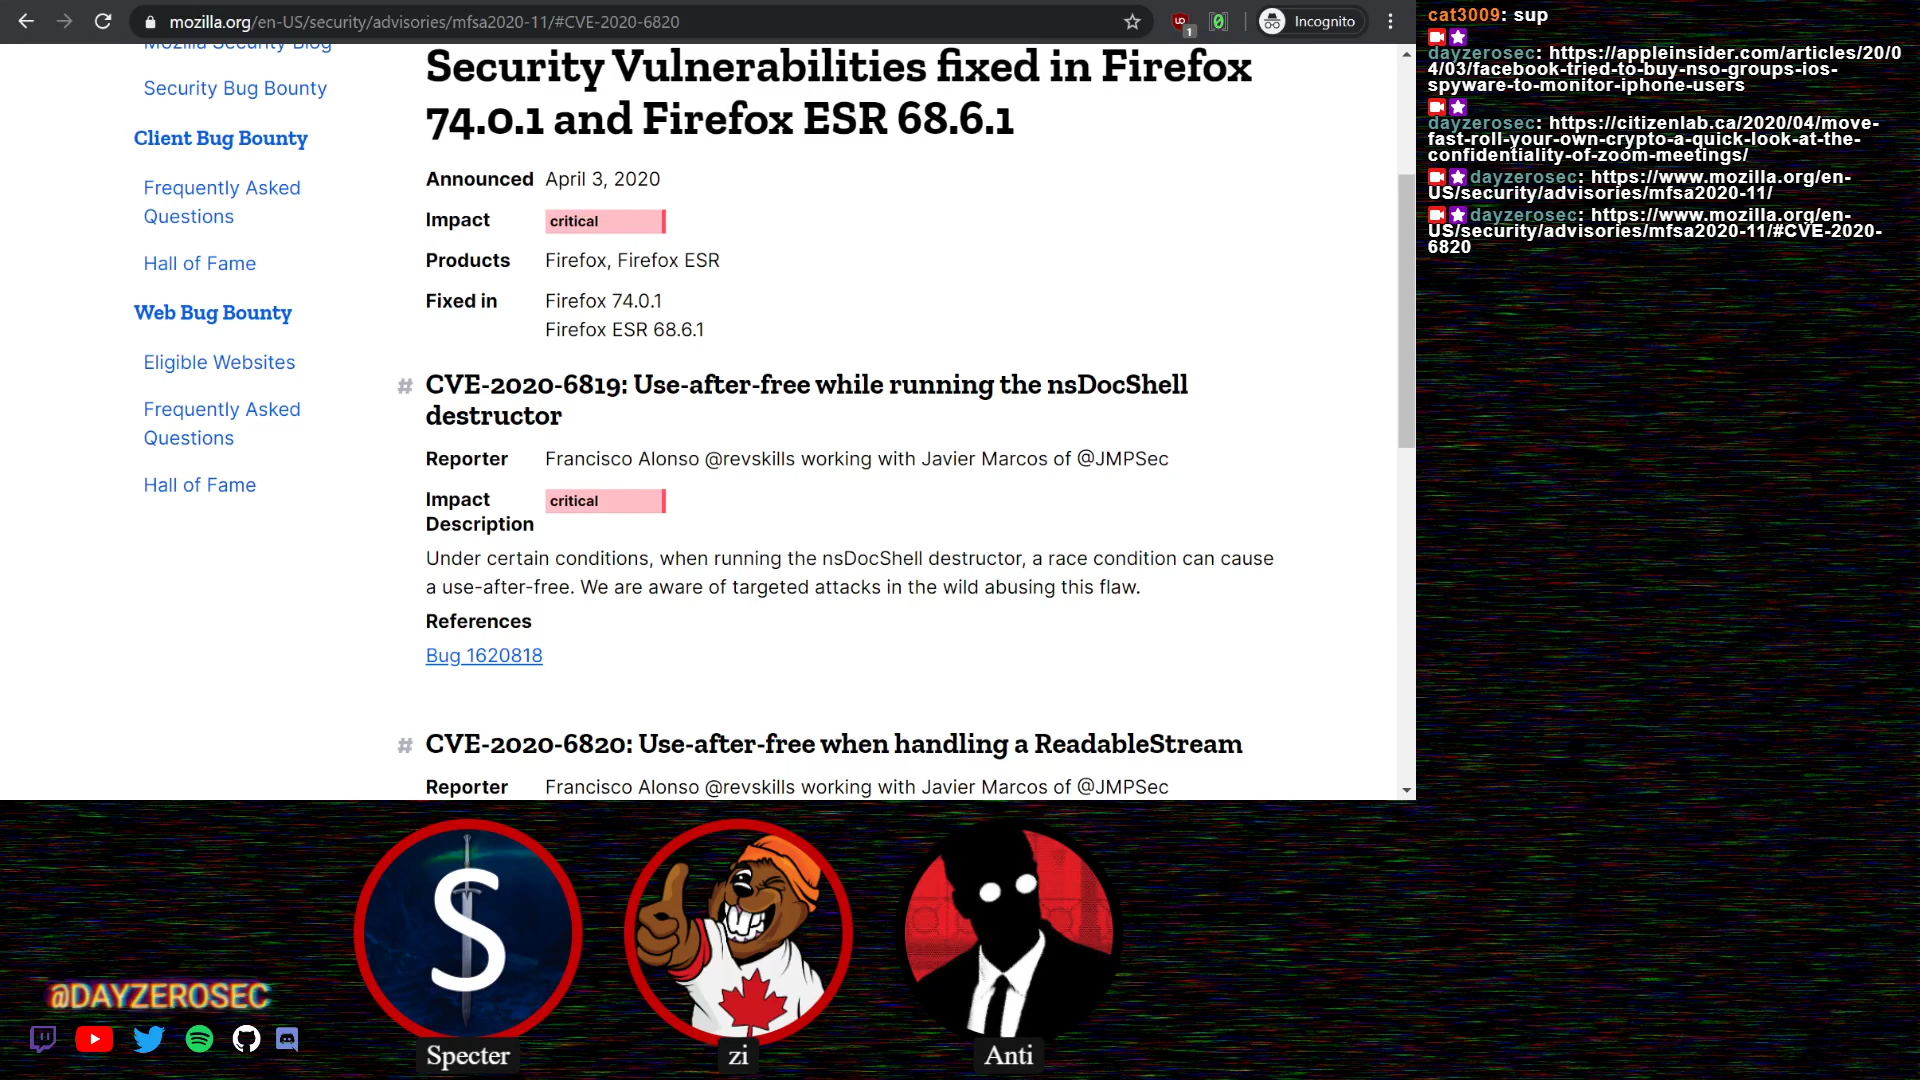 mozilla.org/en-US/security/advisories/mfsa2020-11/#CVE-2020-6820
1
Incognito
Mozilla Security Blog
Security Bug Bounty
Client Bug Bounty
Frequently Asked
Questions
Hall of Fame
Web Bug Bounty
Eligible Websites
Frequently Asked
Questions
Hall of Fame
Security Vulnerabilities fixed in Firefox
74.0.1 and Firefox ESR 68.6.1
Announced April 3, 2020
Impact critical
Products Firefox, Firefox ESR
Fixed in Firefox 74.0.1
Firefox ESR 68.6.1
# CVE-2020-6819: Use-after-free while running the nsDocShell
destructor
Reporter Francisco Alonso @revskills working with Javier Marcos of @JMPSec
Impact critical
Description
Under certain conditions, when running the nsDocShell destructor, a race condition can cause
a use-after-free. We are aware of targeted attacks in the wild abusing this flaw.
References
Bug 1620818
# CVE-2020-6820: Use-after-free when handling a ReadableStream
Reporter Francisco Alonso @revskills working with Javier Marcos of @JMPSec
cat3009: sup
dayzerosec: https://appleinsider.com/articles/20/0
4/03/facebook-tried-to-buy-nso-groups-ios-
spyware-to-monitor-iphone-users
dayzerosec: https://citizenlab.ca/2020/04/move-
fast-roll-your-own-crypto-a-quick-look-at-the-
confidentiality-of-zoom-meetings/
dayzerosec: https://www.mozilla.org/en-
US/security/advisories/mfsa2020-11/
dayzerosec: https://www.mozilla.org/en-
US/security/advisories/mfsa2020-11/#CVE-2020-
6820
@DAYZEROSEC
S
Specter
zi
Anti